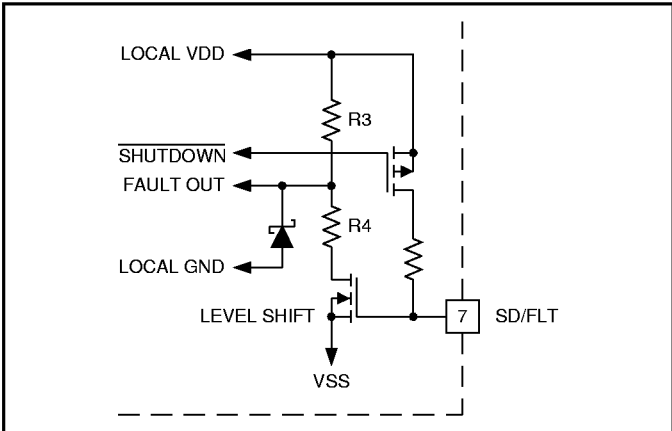 LOCAL VDD
R3
SHUTDOWN
FAULT OUT
R4
LOCAL GND
LEVEL SHIFT
7
SD/FLT
VSS